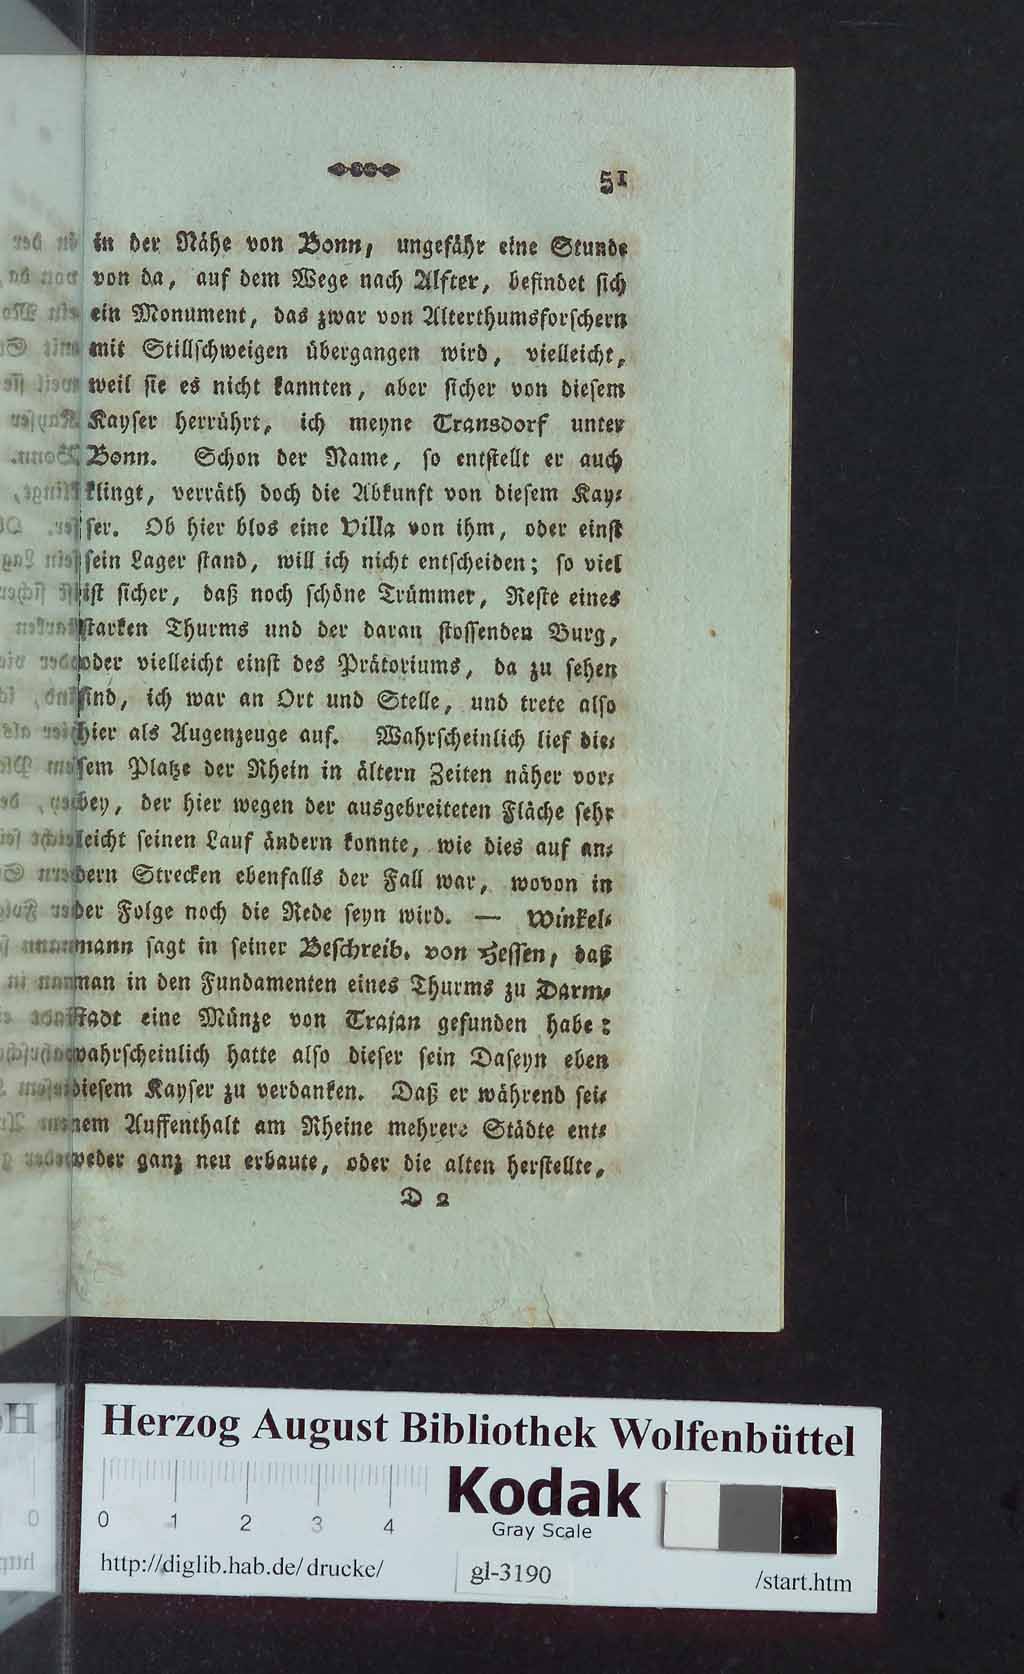 51
in der Nähe von Bonn, ungefähr eine Stunde
von da, auf dem Wege nach Alfter, befindet sich
ein Monument, das zwar von Alterthumsforschern
mit Stillschweigen übergangen wird, vielleicht,
weil sie es nicht kannten, aber sicher von diesem
Kayser herrührt, ich meyne Transdorf unter
Bonn. Schon der Name, so entstellt er auch
klingt, verräth doch die Abkunft von diesem Kay⸗
ser. Ob hier blos eine Villa von ihm, oder einst
sein Lager stand, will ich nicht entscheiden; so viel
ist sicher, daß noch schöne Trümmer, Reste eines
starken Thurms und der daran stossenden Burg,
oder vielleicht einst des Prätoriums, da zu sehen
sind, ich war an Ort und Stelle, und trete also
hier als Augenzeuge auf. Wahrscheinlich lief die⸗
sem Platze der Rhein in ältern Zeiten näher vor⸗
bey, der hier wegen der ausgebreiteten Fläche sehr
leicht seinen Lauf ändern konnte, wie dies auf an⸗
dern Strecken ebenfalls der Fall war, wovon in
der Folge noch die Rede seyn wird. — Winkel⸗
mann sagt in seiner Beschreib. von Hessen, daß
man in den Fundamenten eines Thurms zu Darm⸗
stadt eine Münze von Trajan gefunden habe:
wahrscheinlich hatte also dieser sein Daseyn eben
diesem Kayser zu verdanken. Daß er während sei⸗
nem Auffenthalt am Rheine mehrere Städte ent⸗
weder ganz neu erbaute, oder die alten herstellte,
D 2
Herzog August Bibliothek Wolfenbüttel
0 1 2 3 4
Kodak
Gray Scale
http://diglib.hab.de/drucke/ gl-3190 /start.htm